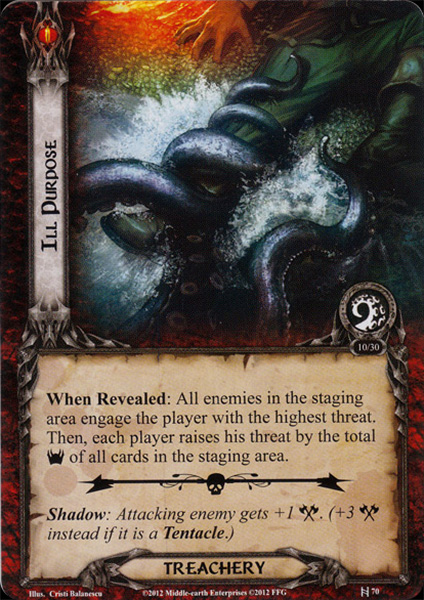 ILL PURPOSE
10/30
When Revealed: All enemies in the staging
area engage the player with the highest threat.
Then, each player raises his threat by the total
of all cards in the staging area.
Shadow: Attacking enemy gets +1 . (+3
instead if it is a Tentacle.)
TREACHERY
Illus. Cristi Balanescu
©2012 Middle-earth Enterprises ©2012 FFG
70